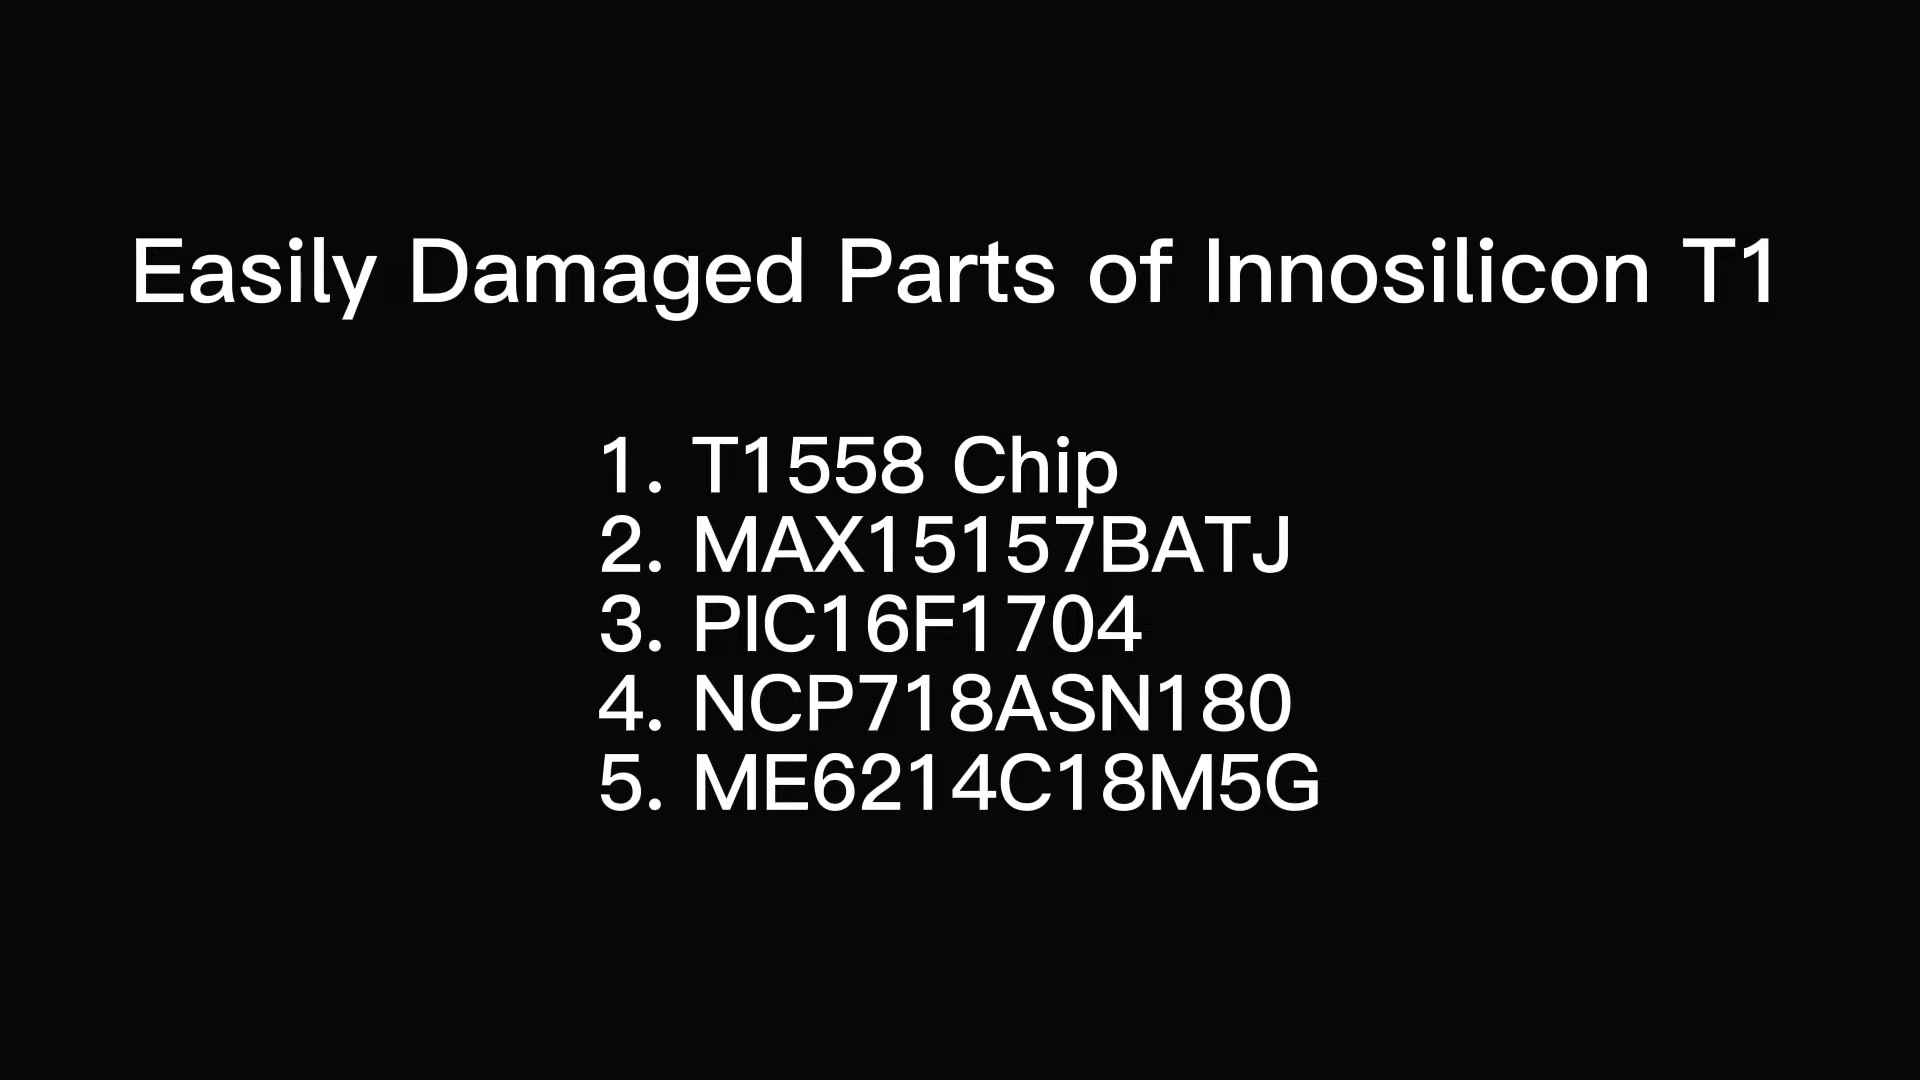 Easily Damaged Parts of Innosilicon T1
1. T1558 Chip
2. MAX15157BATJ
3. PIC16F1704
4. NCP718ASN180
5. ME6214C18M5G